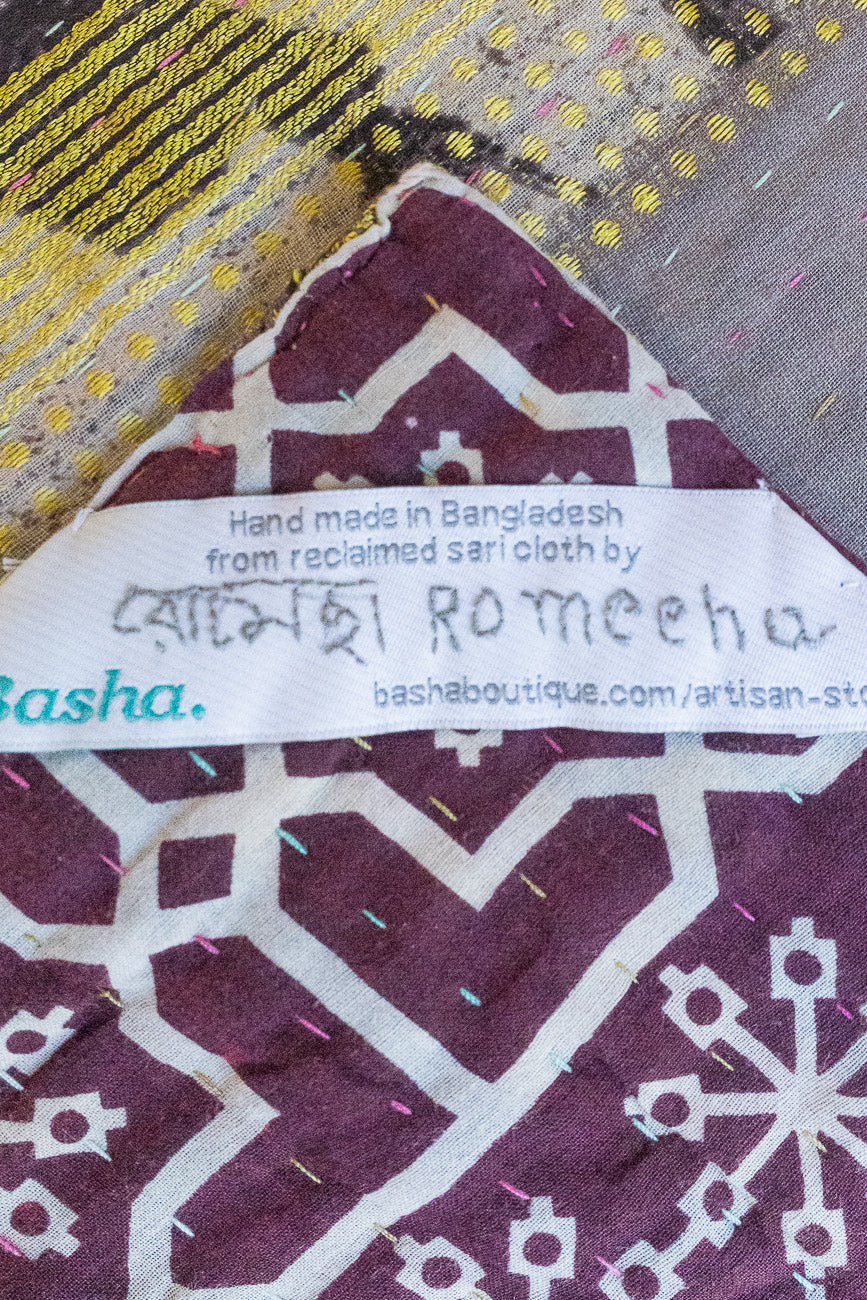 Hand made in Bangladesh
from reclaimed sari cloth by
রোমেছা Romeeha
Basha.
bashaboutique.com/artisan-sto